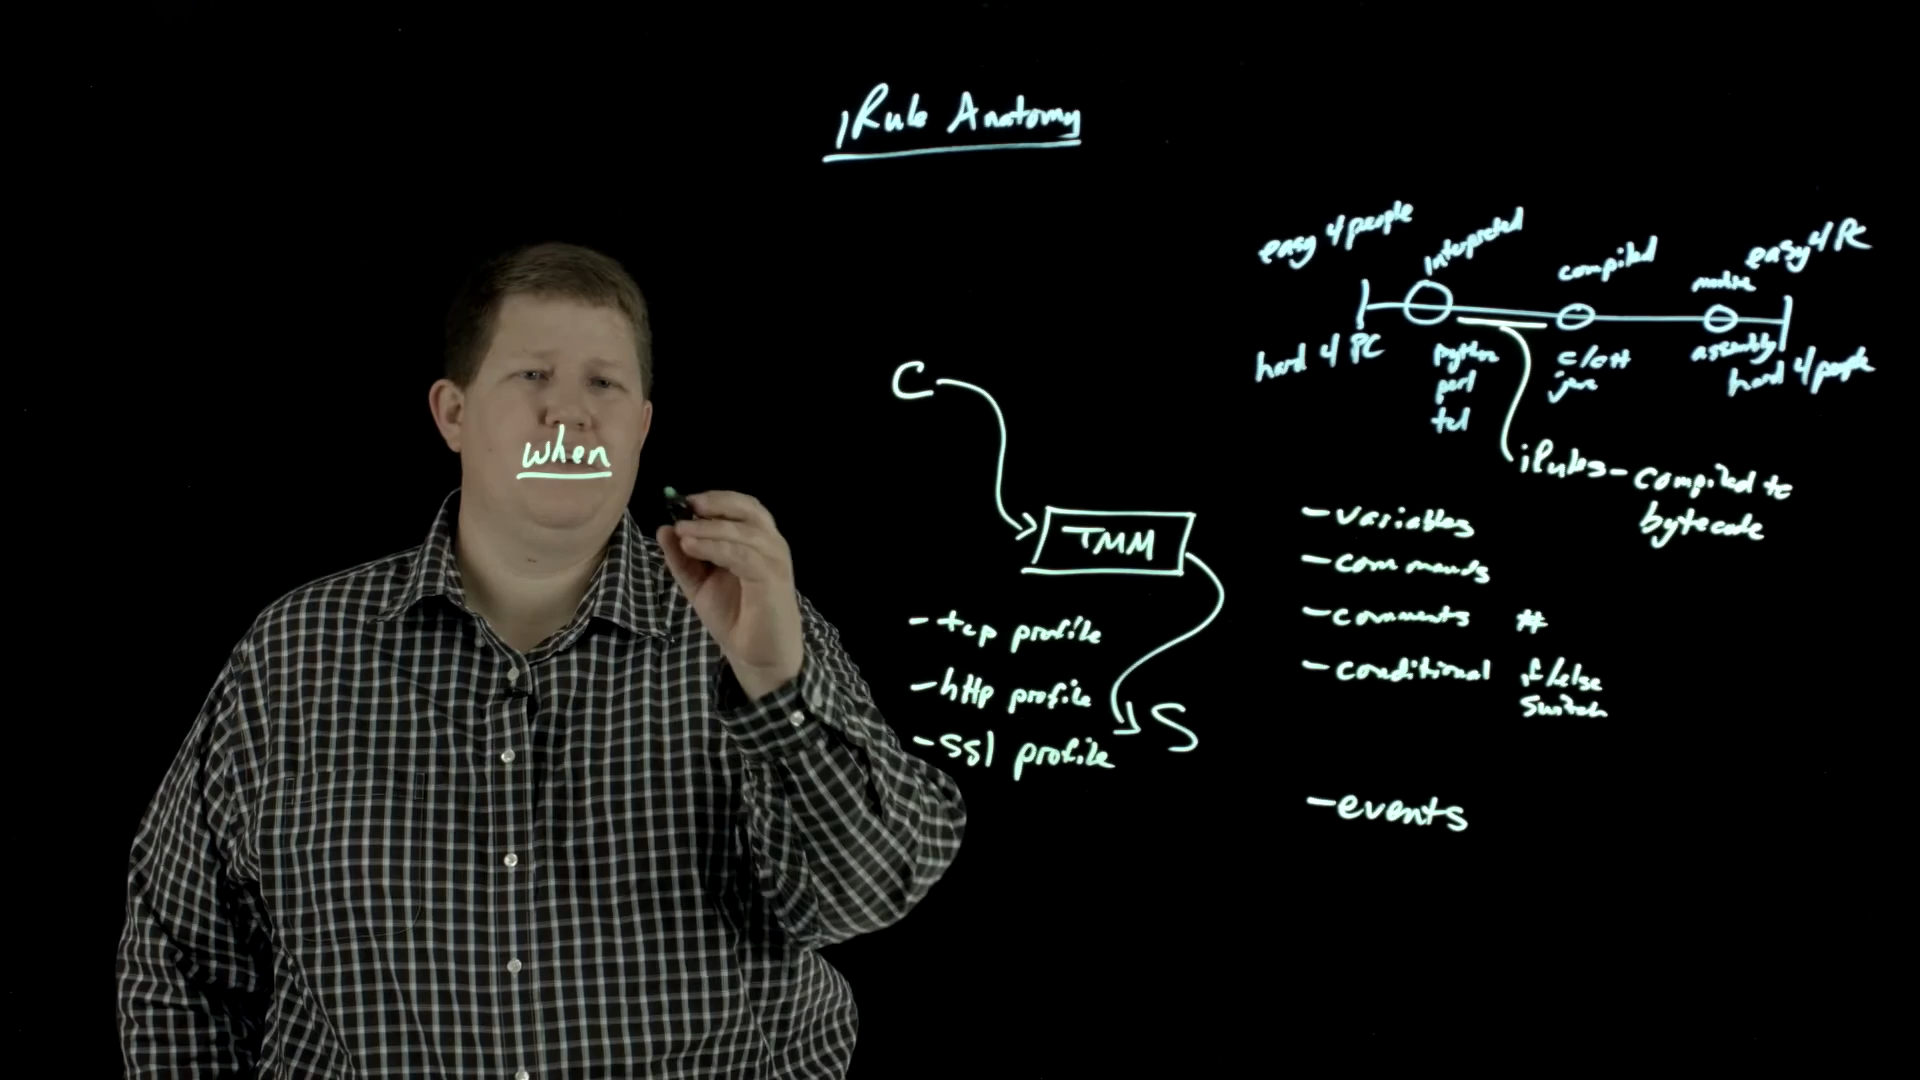 iRule Anatomy
easy 4 people
interpreted
compiled
machine
easy 4 PC
hard 4 PC
python
perl
tcl
c/c++
java
assembly
hard 4 people
iRules - compiled to
bytecode
when
C
TMM
S
- tcp profile
- http profile
- ssl profile
- variables
- commands
- comments #
- conditional if/else
switch
- events